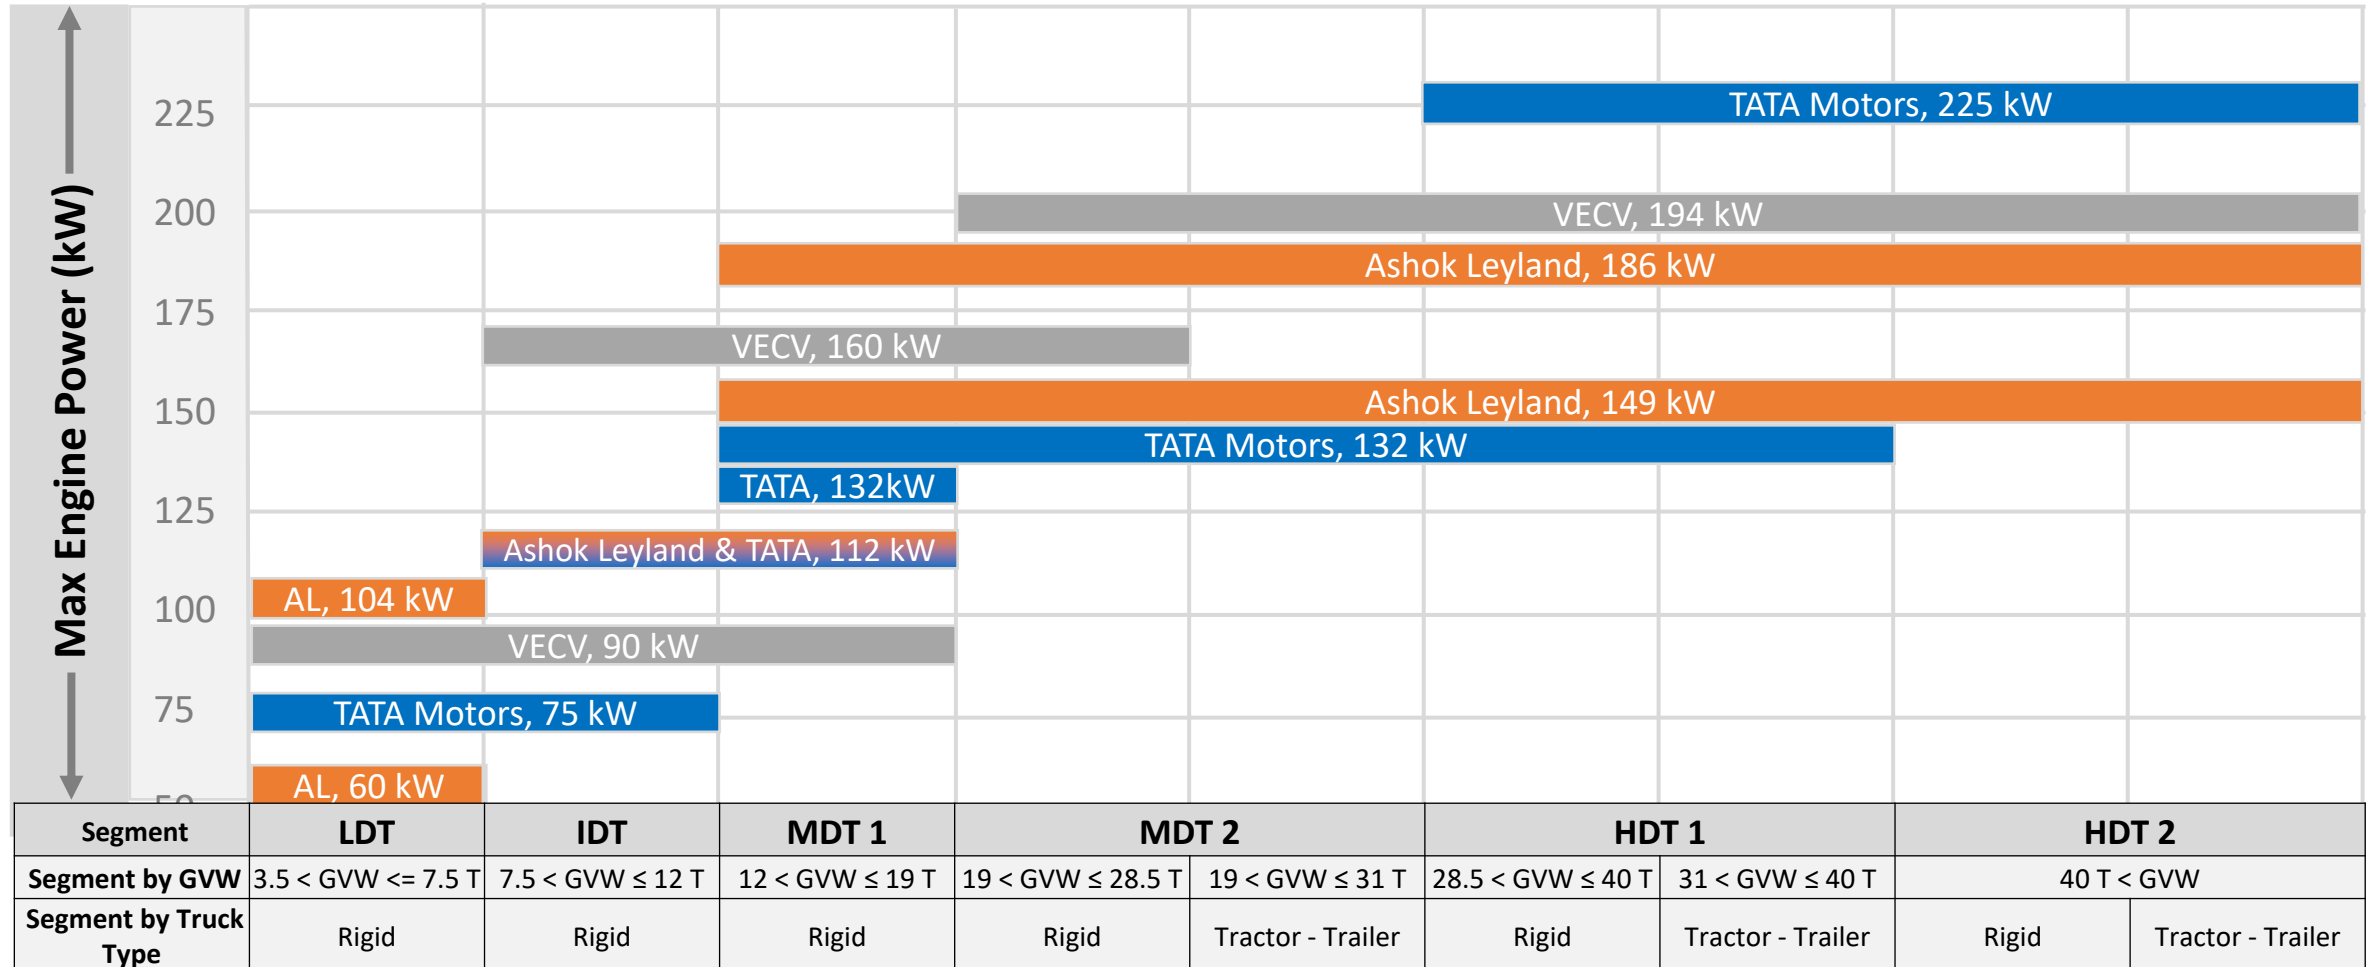 Max Engine Power (kW)
225
200
175
150
125
100
75
50
TATA Motors, 225 kW
VECV, 194 kW
Ashok Leyland, 186 kW
VECV, 160 kW
Ashok Leyland, 149 kW
TATA Motors, 132 kW
TATA, 132kW
Ashok Leyland & TATA, 112 kW
AL, 104 kW
VECV, 90 kW
TATA Motors, 75 kW
AL, 60 kW
Segment LDT IDT MDT 1 MDT 2 HDT 1 HDT 2
Segment by GVW 3.5 < GVW <= 7.5 T 7.5 < GVW ≤ 12 T 12 < GVW ≤ 19 T 19 < GVW ≤ 28.5 T 19 < GVW ≤ 31 T 28.5 < GVW ≤ 40 T 31 < GVW ≤ 40 T 40 T < GVW
Segment by Truck
Type Rigid Rigid Rigid Rigid Tractor - Trailer Rigid Tractor - Trailer Rigid Tractor - Trailer